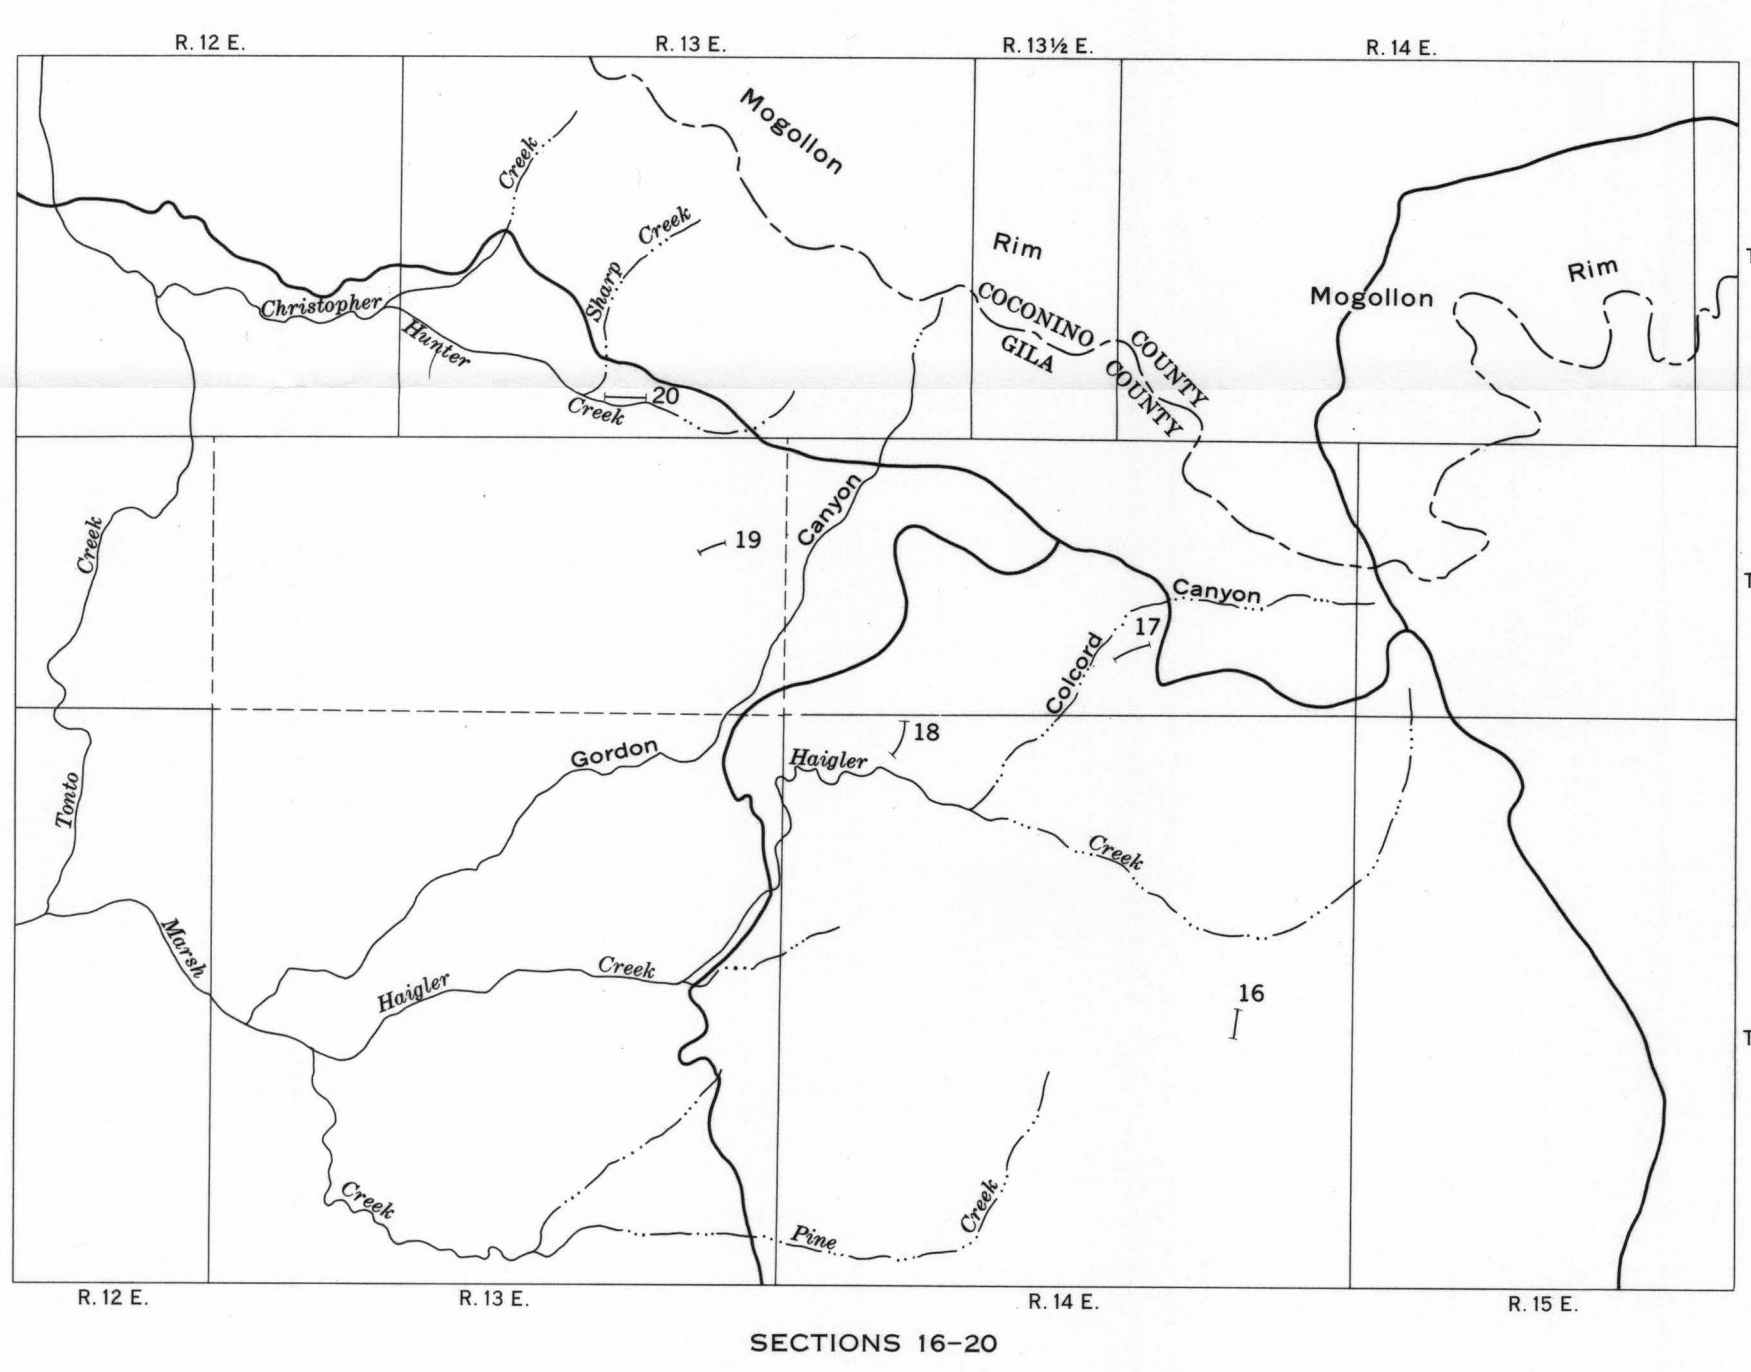 R. 12 E.
R. 13 E.
R. 13½ E.
R. 14 E.
Mogollon
Creek
Creek
Rim
Rim
Sharp
Mogollon
Christopher
COCONINO
COUNTY
Hunter
GILA
COUNTY
20
Creek
Canyon
19
Creek
T
T
T
Canyon
17
Colcord
18
Gordon
Haigler
Tonto
Creek
Marsh
Creek
Haigler
16
Creek
Creek
Pine
R. 12 E.
R. 13 E.
R. 14 E.
R. 15 E.
SECTIONS 16–20